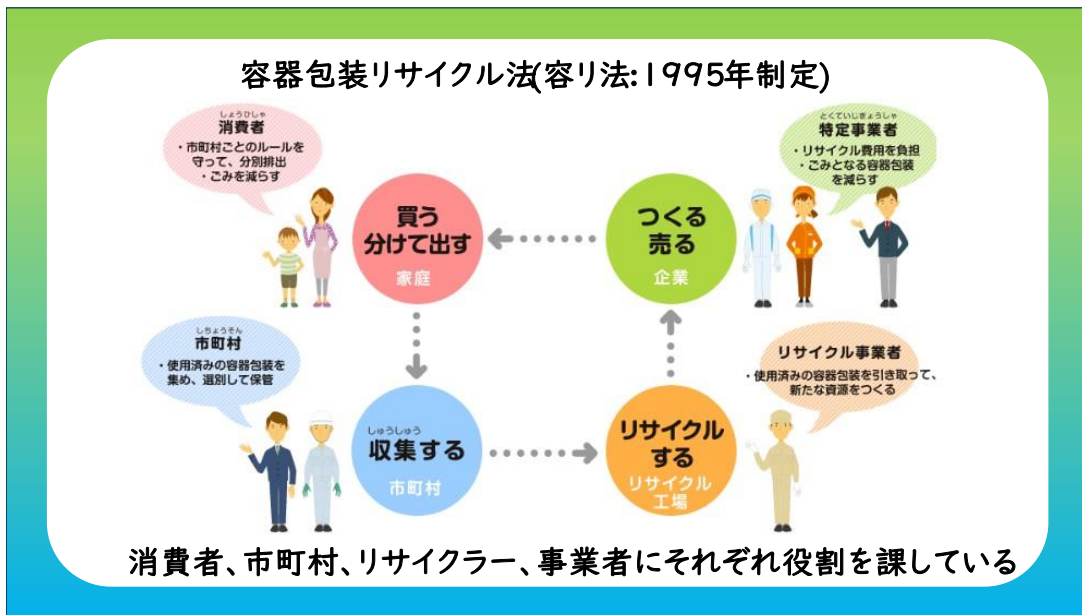 容器包装リサイクル法(容リ法:1995年制定)
しょうひしゃ
消費者
・市町村ごとのルールを
守って、分別排出
・ごみを減らす
とくていじぎょうしゃ
特定事業者
・リサイクル費用を負担
・ごみとなる容器包装
を減らす
買う
分けて出す
家庭
つくる
売る
企業
しちょうそん
市町村
・使用済みの容器包装を
集め、選別して保管
リサイクル事業者
・使用済みの容器包装を引き取って、
新たな資源をつくる
しゅうしゅう
収集する
市町村
リサイクル
する
リサイクル
工場
消費者、市町村、リサイクラー、事業者にそれぞれ役割を課している